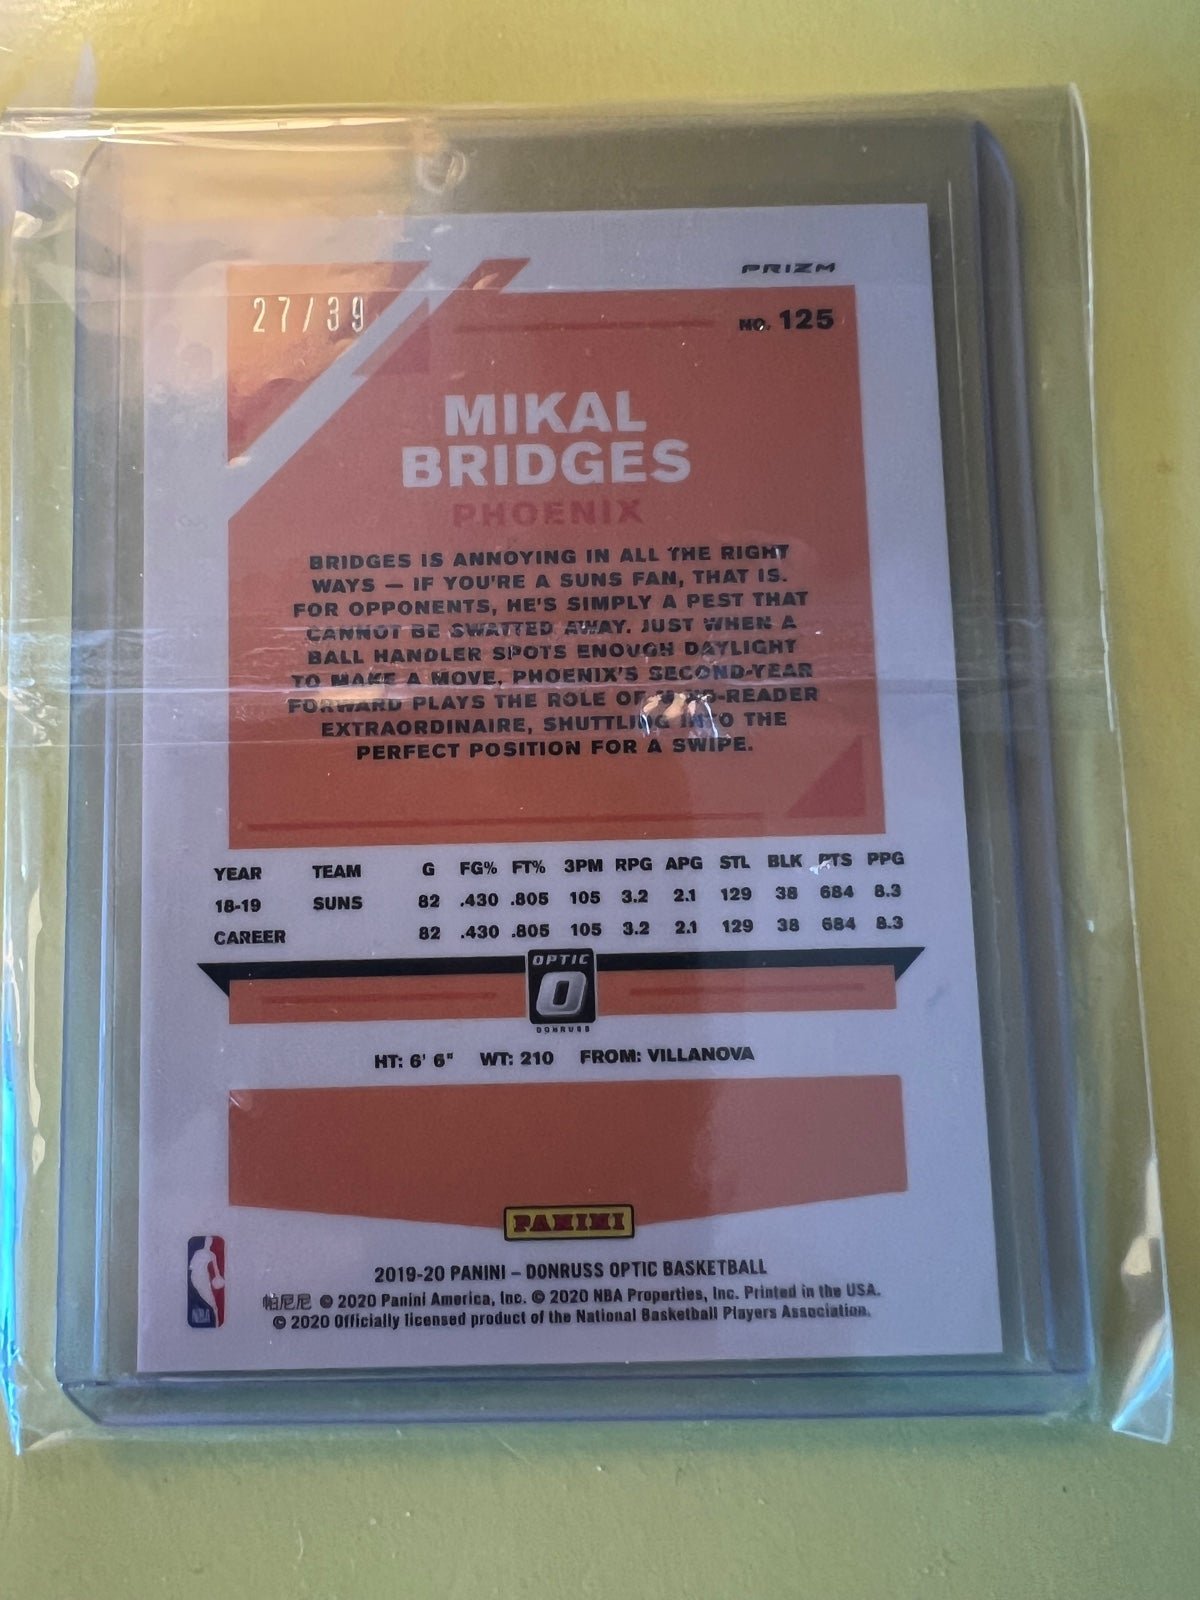 PRIZM
27/39
NO. 125
MIKAL
BRIDGES
PHOENIX
BRIDGES IS ANNOYING IN ALL THE RIGHT
WAYS — IF YOU'RE A SUNS FAN, THAT IS.
FOR OPPONENTS, HE'S SIMPLY A PEST THAT
CANNOT BE SWATTED AWAY. JUST WHEN A
BALL HANDLER SPOTS ENOUGH DAYLIGHT
TO MAKE A MOVE, PHOENIX'S SECOND-YEAR
FORWARD PLAYS THE ROLE OF MIND-READER
EXTRAORDINAIRE, SHUTTLING INTO THE
PERFECT POSITION FOR A SWIPE.
YEAR TEAM G FG% FT% 3PM RPG APG STL BLK PTS PPG
18-19 SUNS 82 .430 .805 105 3.2 2.1 129 38 684 8.3
CAREER 82 .430 .805 105 3.2 2.1 129 38 684 8.3
OPTIC
O
DONRUSS
HT: 6' 6" WT: 210 FROM: VILLANOVA
PANINI
NBA
2019-20 PANINI – DONRUSS OPTIC BASKETBALL
帕尼尼 © 2020 Panini America, Inc. © 2020 NBA Properties, Inc. Printed in the USA.
© 2020 Officially licensed product of the National Basketball Players Association.